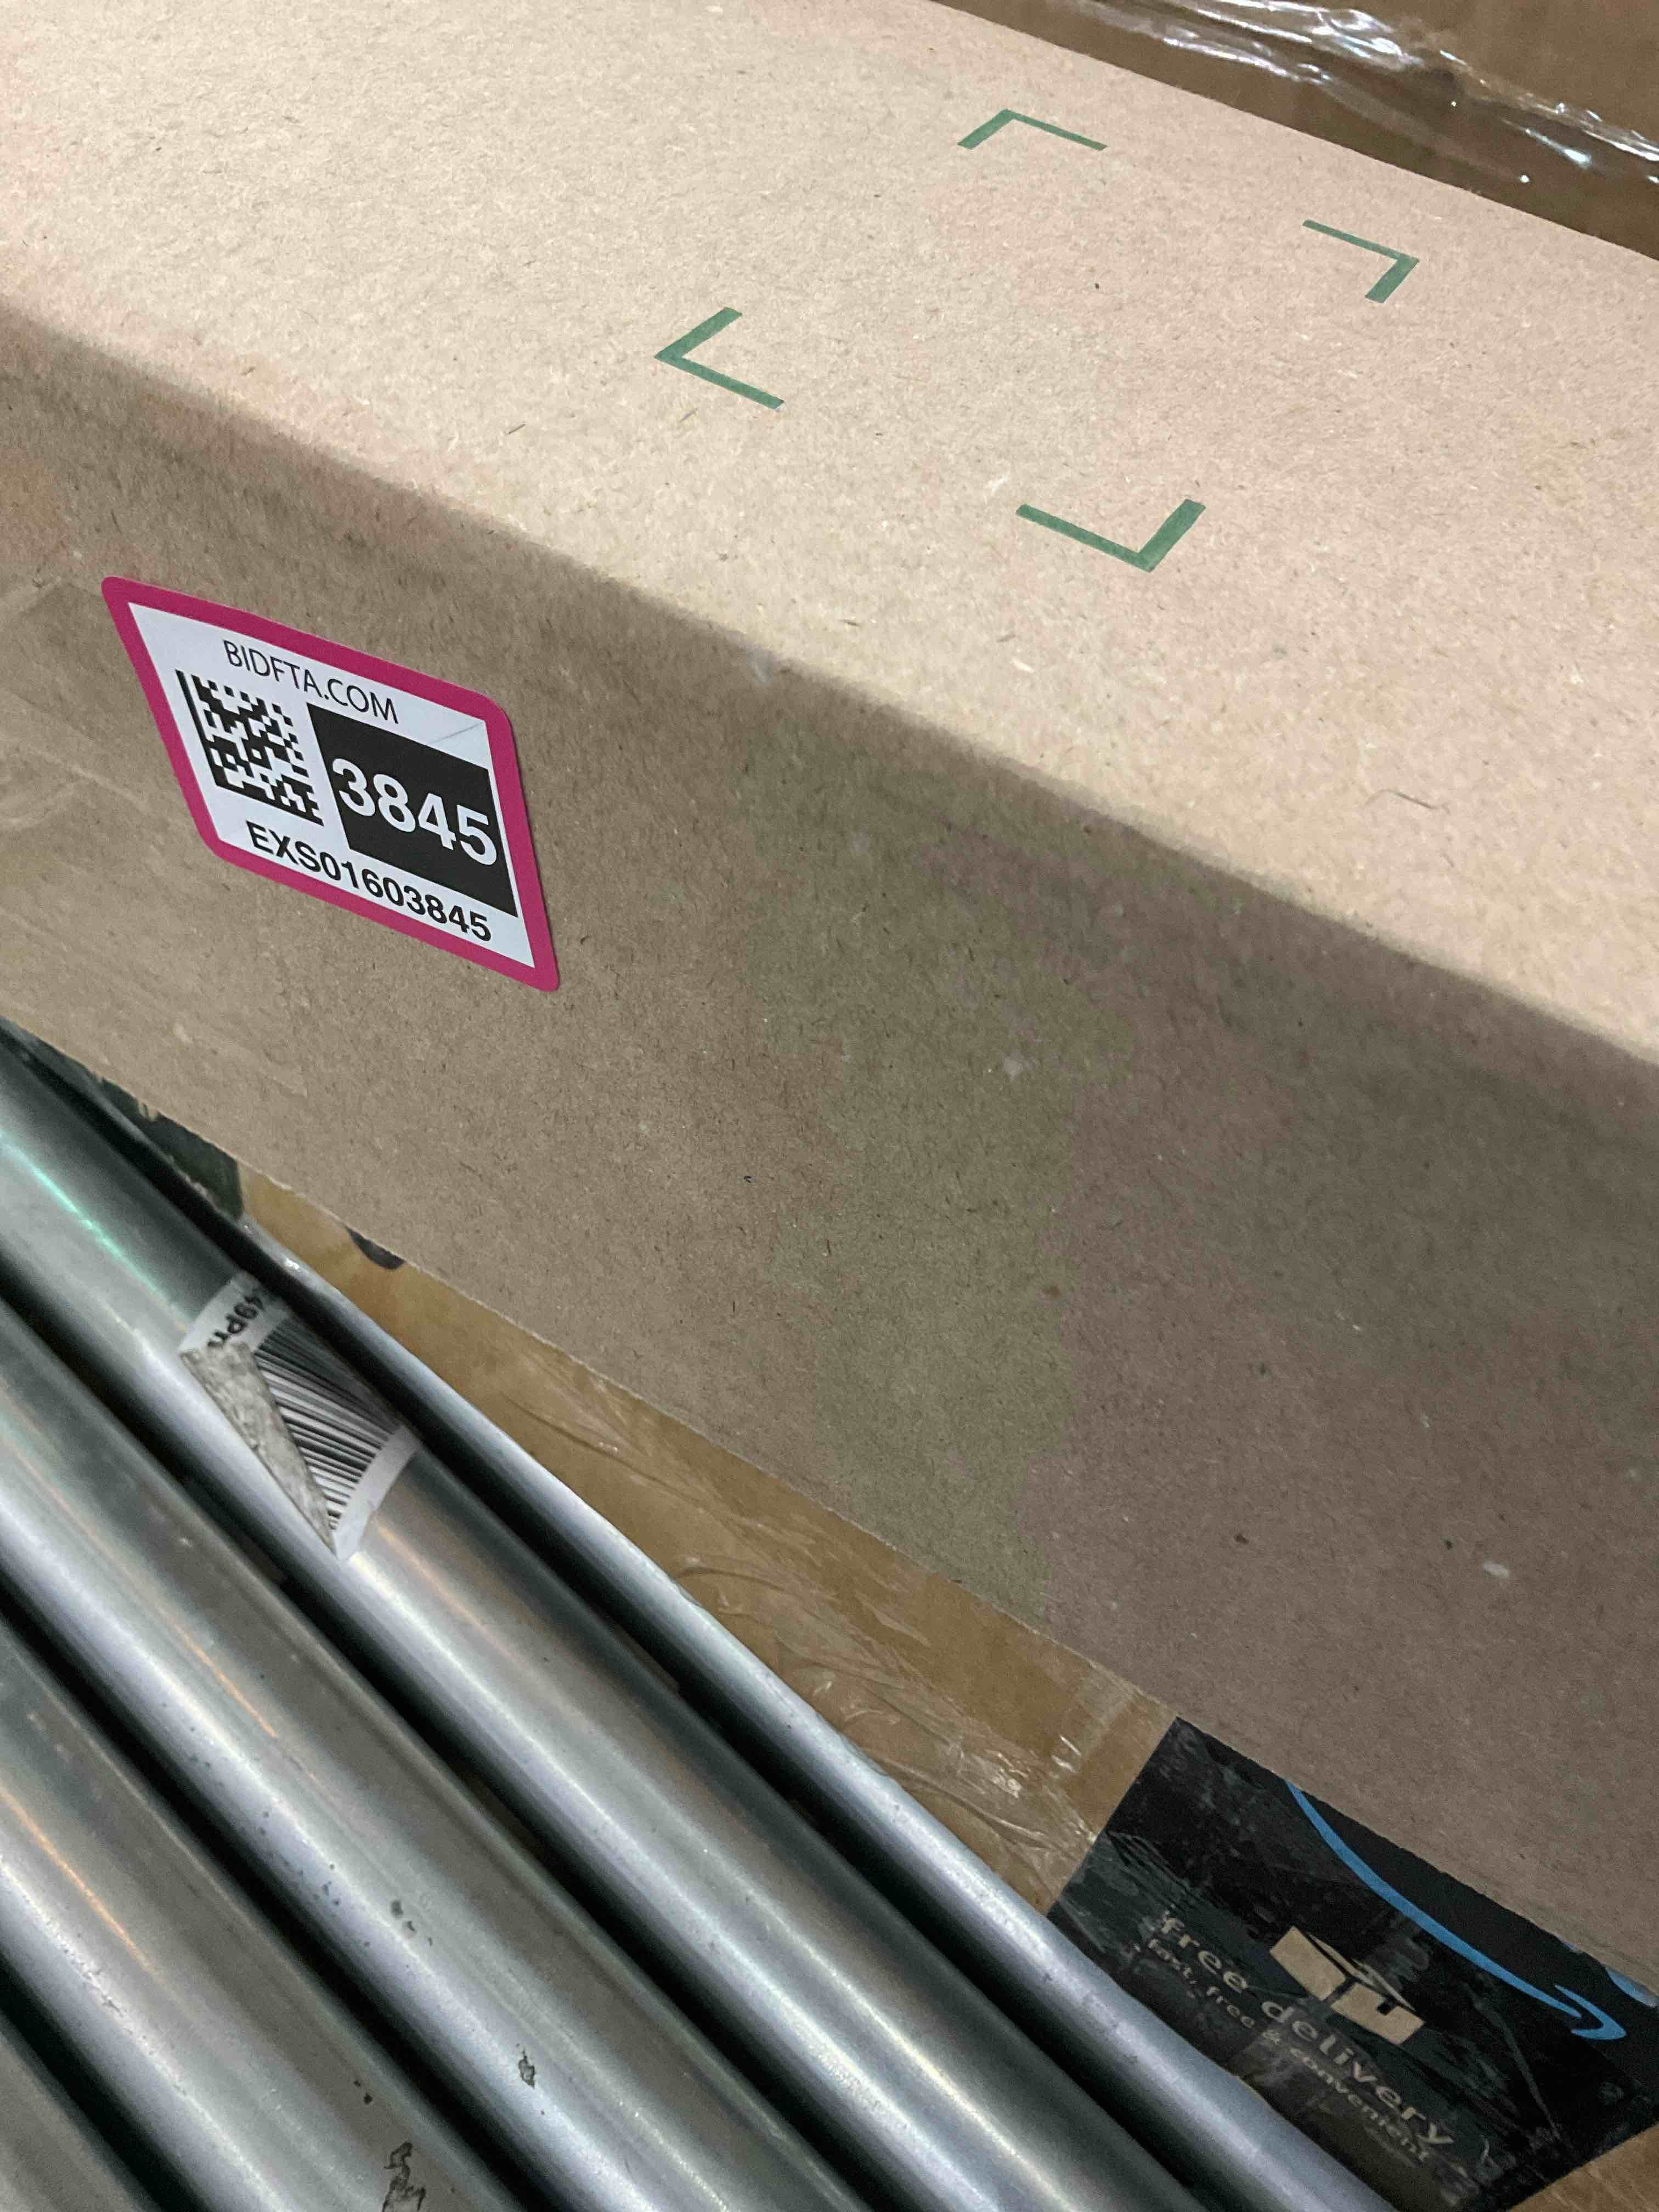 BIDFTA.COM
3845
EXS01603845
free delivery
fast, free & convenient